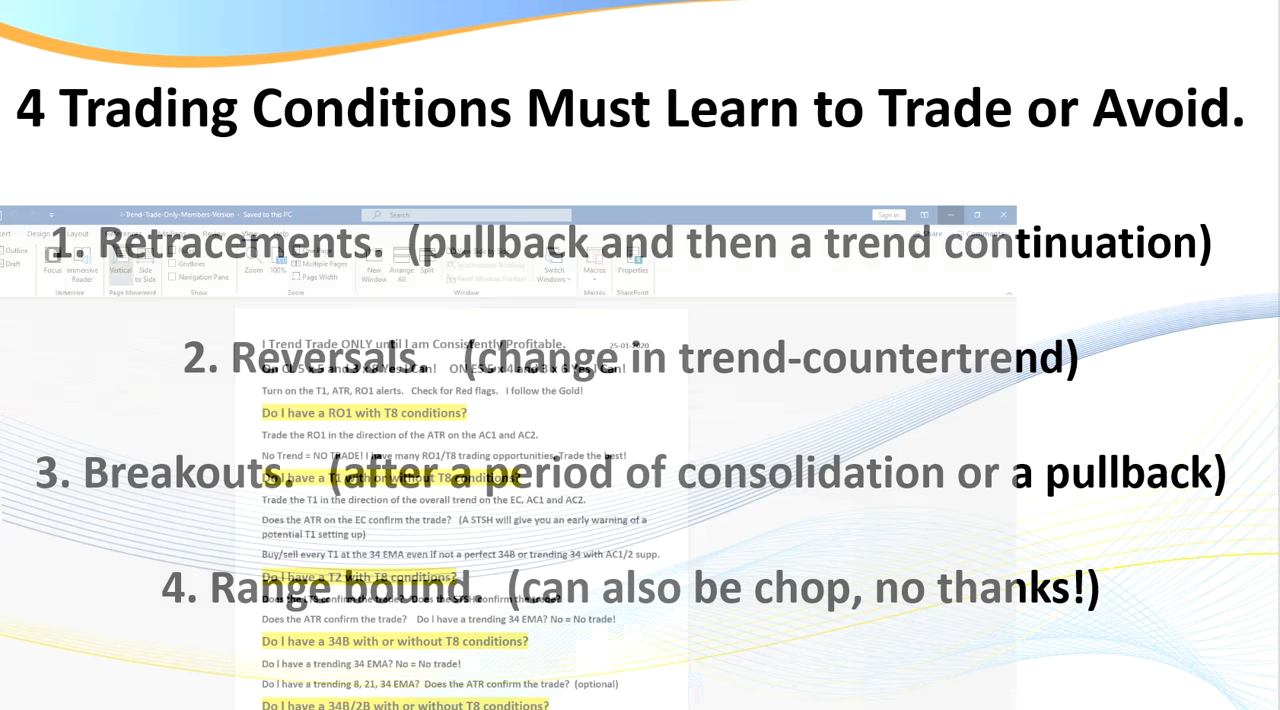 4 Trading Conditions Must Learn to Trade or Avoid.
I-Trend-Trade-Only-Members-Version - Saved to this PC
Search
Sign in
Design Layout References Review View Help
Share Comments
1. Retracements. (pullback and then a trend continuation)
Outline
Draft
Focus Immersive Reader
Vertical Side to Side
Gridlines
Navigation Pane
Zoom 100%
Multiple Pages
Page Width
New Window Arrange All Split
Switch Windows
Macros
Properties
Immersive Page Movement Show Zoom Window Macros SharePoint
I Trend Trade ONLY until I am Consistently Profitable. 25-01-2020
2. Reversals. (change in trend-countertrend)
Turn on the T1, ATR, RO1 alerts. Check for Red flags. I follow the Gold!
Do I have a RO1 with T8 conditions?
Trade the RO1 in the direction of the ATR on the AC1 and AC2.
No Trend = NO TRADE! I have many RO1/T8 trading opportunities. Trade the best!
3. Breakouts. (after a period of consolidation or a pullback)
Do I have a T1 with or without T8 conditions?
Trade the T1 in the direction of the overall trend on the EC, AC1 and AC2.
Does the ATR on the EC confirm the trade? (A STSH will give you an early warning of a
potential T1 setting up)
Buy/sell every T1 at the 34 EMA even if not a perfect 34B or trending 34 with AC1/2 supp.
Do I have a T2 with T8 conditions?
4. Range bound (can also be chop, no thanks!)
Does the ATR confirm the trade? Do I have a trending 34 EMA? No = No trade!
Do I have a 34B with or without T8 conditions?
Do I have a trending 34 EMA? No = No trade!
Do I have a trending 8, 21, 34 EMA? Does the ATR confirm the trade? (optional)
Do I have a 34B/2B with or without T8 conditions?